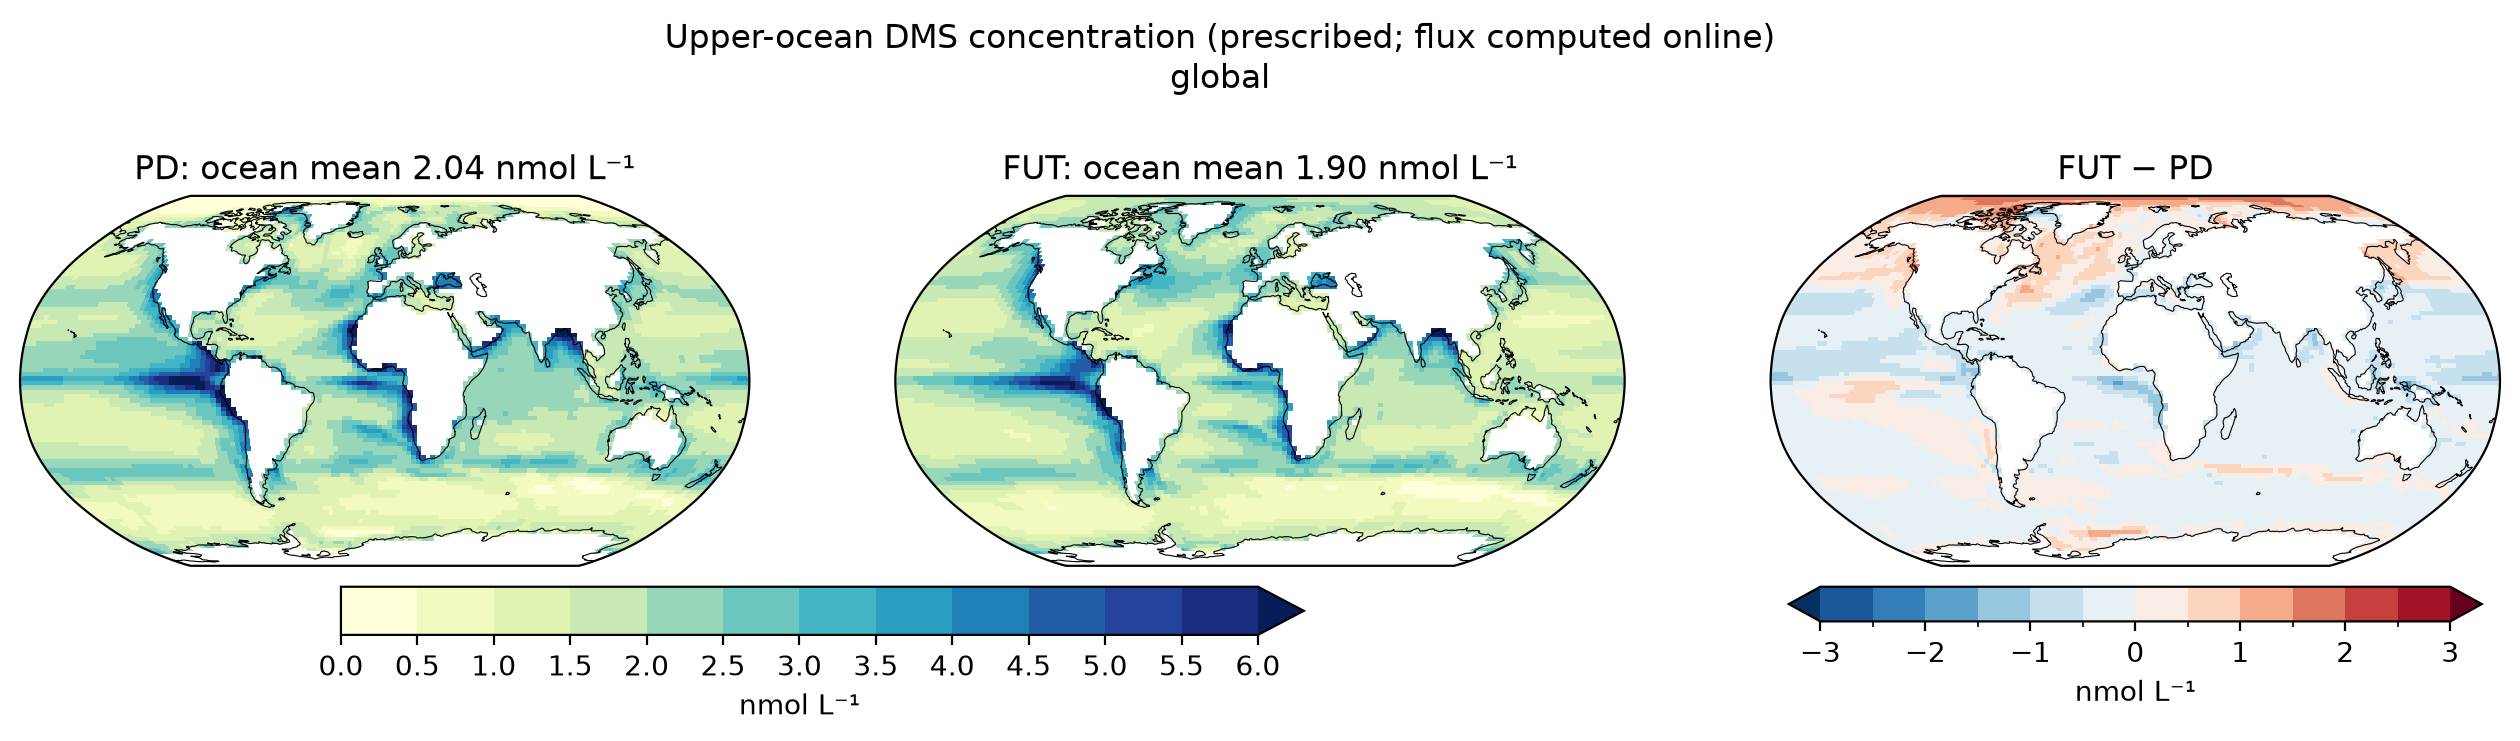 Upper-ocean DMS concentration (prescribed; flux computed online)
global
PD: ocean mean 2.04 nmol L⁻¹
FUT: ocean mean 1.90 nmol L⁻¹
FUT − PD
0.0 0.5 1.0 1.5 2.0 2.5 3.0 3.5 4.0 4.5 5.0 5.5 6.0
nmol L⁻¹
−3 −2 −1 0 1 2 3
nmol L⁻¹